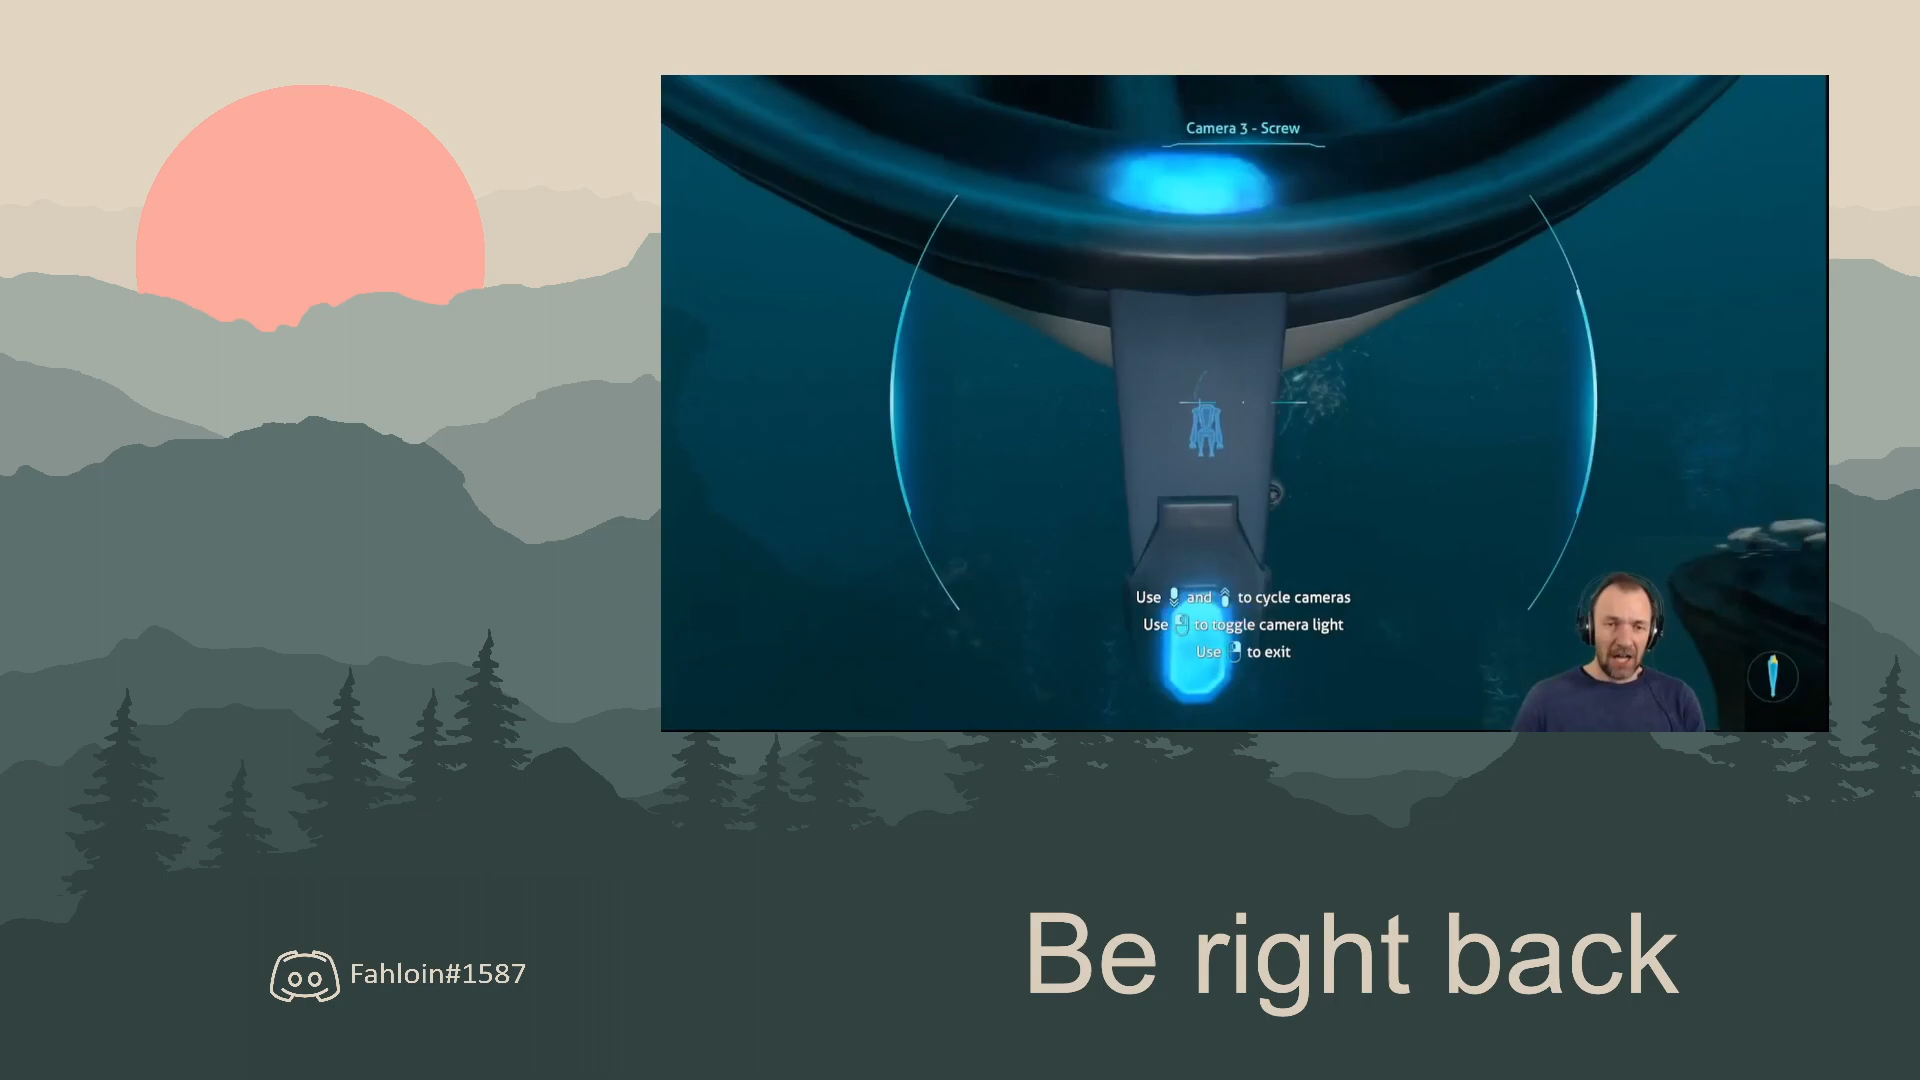 Camera 3 - Screw
Use and to cycle cameras
Use to toggle camera light
Use to exit
Be right back
Fahloin#1587